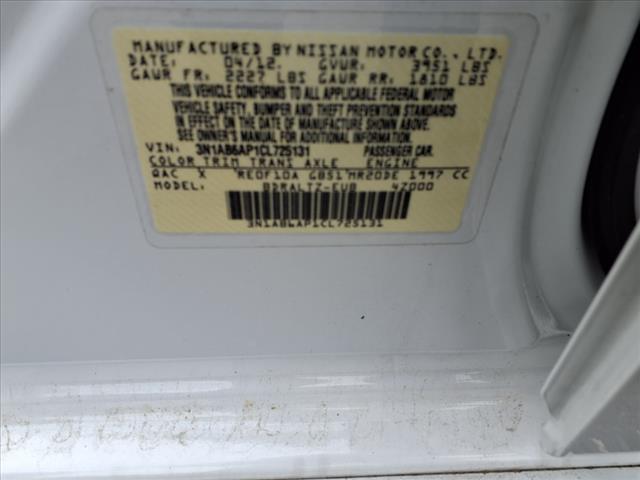 MANUFACTURED BY NISSAN MOTOR CO., LTD.
DATE: 04/12. GVWR: 3951 LBS
GAWR FR: 2227 LBS GAWR RR: 1810 LBS
THIS VEHICLE CONFORMS TO ALL APPLICABLE FEDERAL MOTOR
VEHICLE SAFETY, BUMPER AND THEFT PREVENTION STANDARDS
IN EFFECT ON THE DATE OF MANUFACTURE SHOWN ABOVE.
SEE OWNER'S MANUAL FOR ADDITIONAL INFORMATION.
VIN: 3N1AB6AP1CL725131 PASSENGER CAR.
COLOR TRIM TRANS AXLE ENGINE
QAC X RE0F10A GB51 MR20DE 1997 CC
BDRALTZ-EUB 4Z000
3N1AB6AP1CL725131